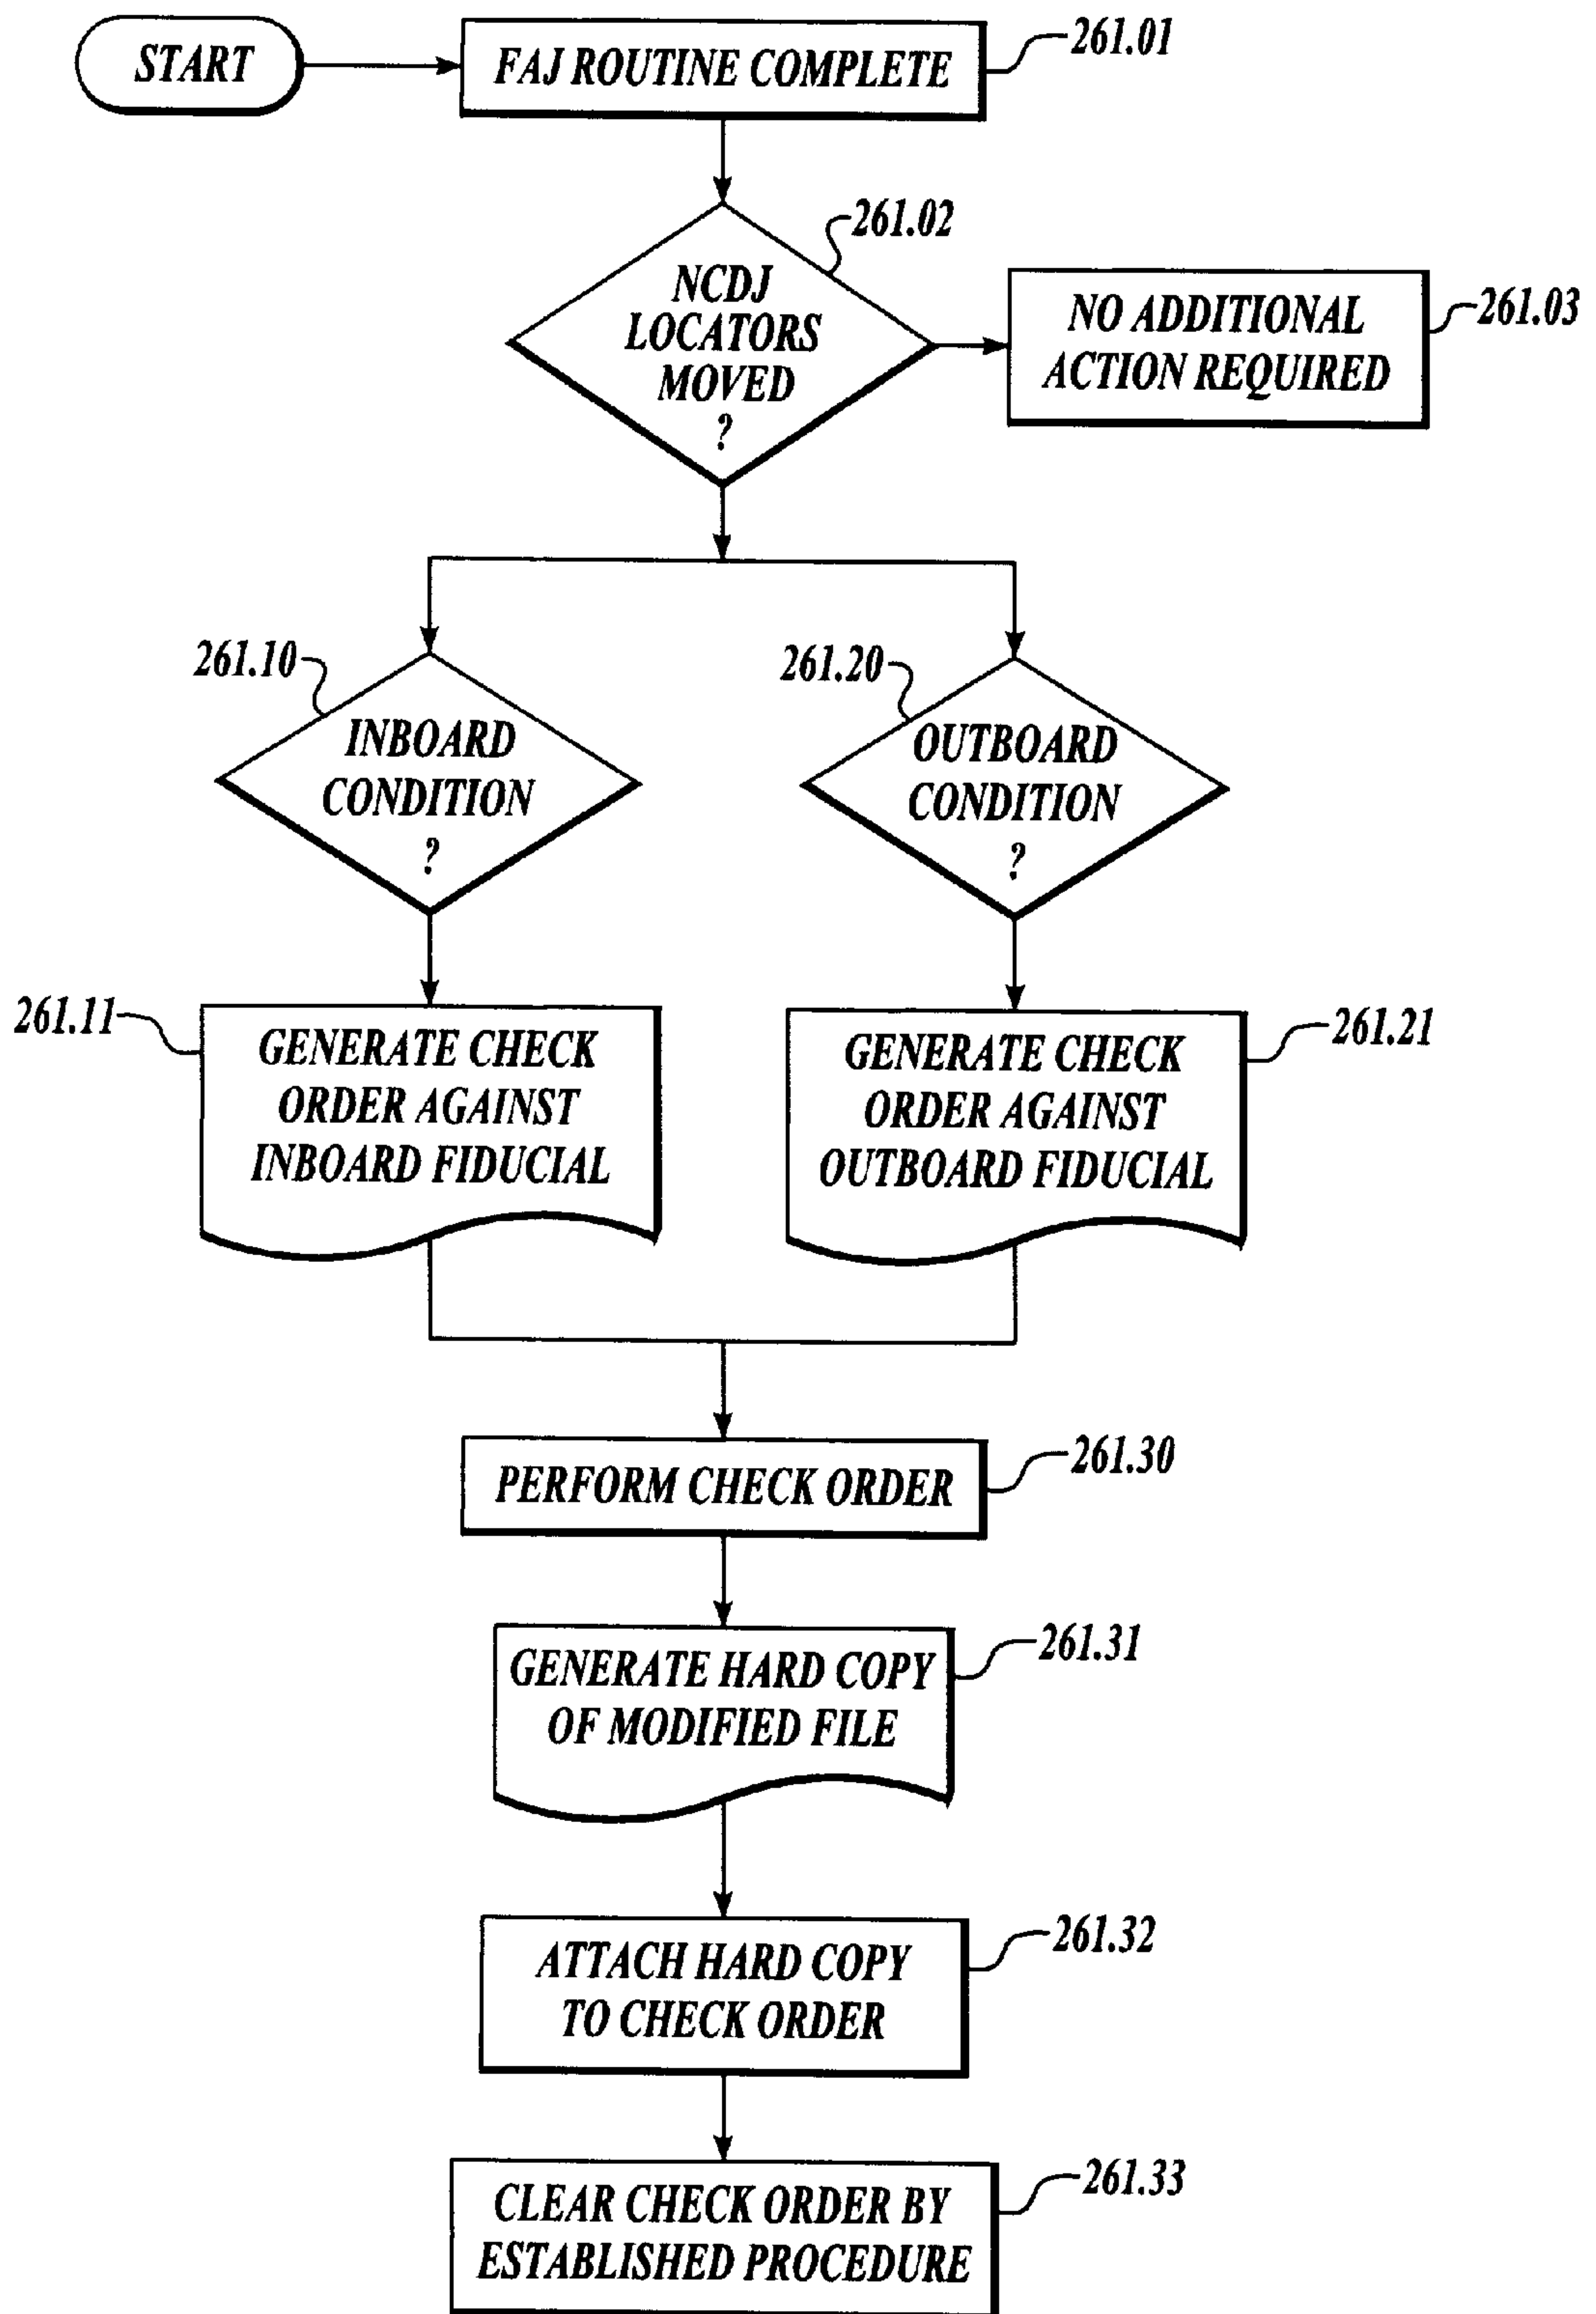 START
FAJ ROUTINE COMPLETE
261.01
261.02
NCDJ
LOCATORS
MOVED
?
NO ADDITIONAL
ACTION REQUIRED
261.03
261.10
INBOARD
CONDITION
?
261.20
OUTBOARD
CONDITION
?
261.11
GENERATE CHECK
ORDER AGAINST
INBOARD FIDUCIAL
GENERATE CHECK
ORDER AGAINST
OUTBOARD FIDUCIAL
261.21
PERFORM CHECK ORDER
261.30
GENERATE HARD COPY
OF MODIFIED FILE
261.31
ATTACH HARD COPY
TO CHECK ORDER
261.32
CLEAR CHECK ORDER BY
ESTABLISHED PROCEDURE
261.33